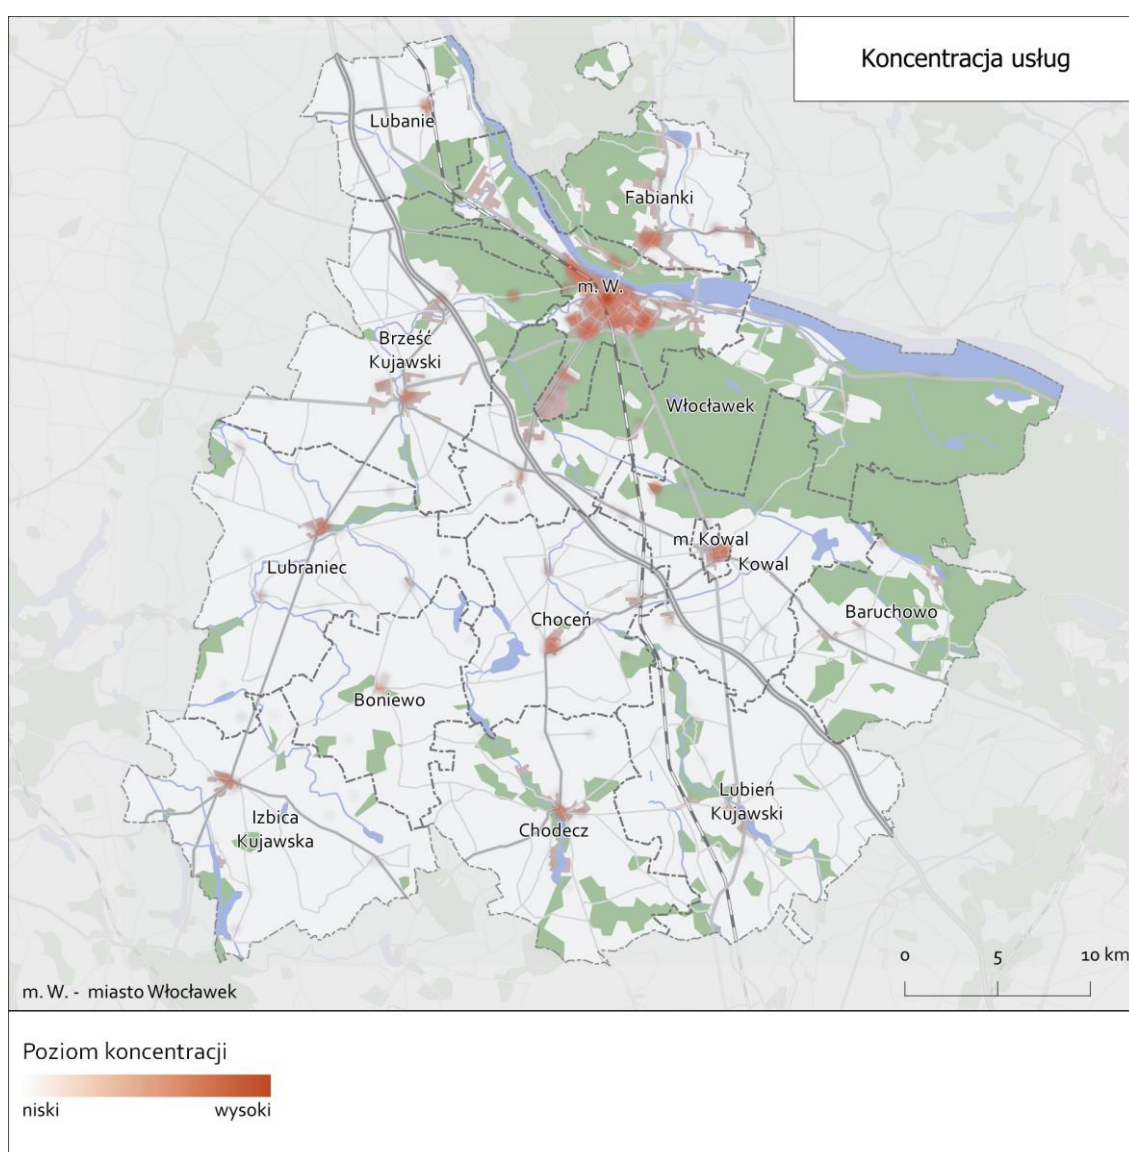 Koncentracja usług
Lubanie
Fabianki
m. W.
Brześć
Kujawski
Włocławek
m. Kowal
Kowal
Lubraniec
Choceń
Baruchowo
Boniewo
Lubień
Kujawski
Izbica
Kujawska
Chodecz
0 5 10 km
m. W. - miasto Włocławek
Poziom koncentracji
niski wysoki